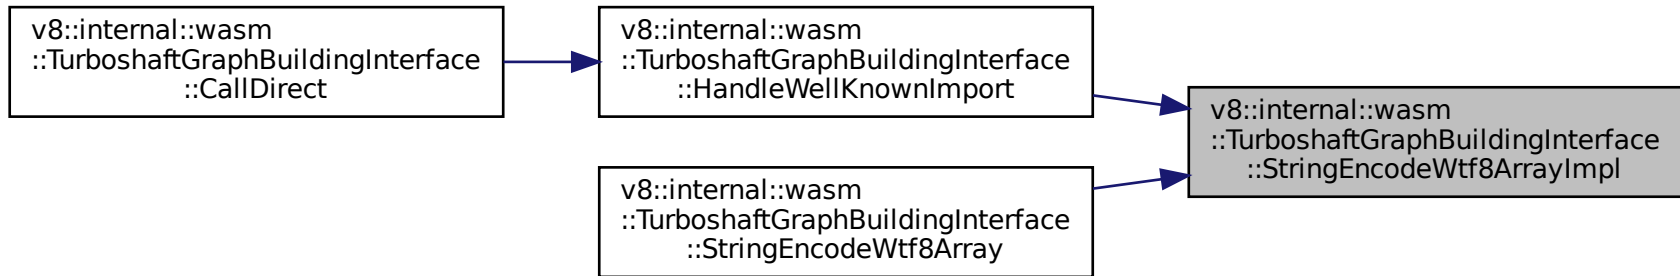 v8::internal::wasm
::TurboshaftGraphBuildingInterface
::CallDirect
v8::internal::wasm
::TurboshaftGraphBuildingInterface
::HandleWellKnownImport
v8::internal::wasm
::TurboshaftGraphBuildingInterface
::StringEncodeWtf8Array
v8::internal::wasm
::TurboshaftGraphBuildingInterface
::StringEncodeWtf8ArrayImpl